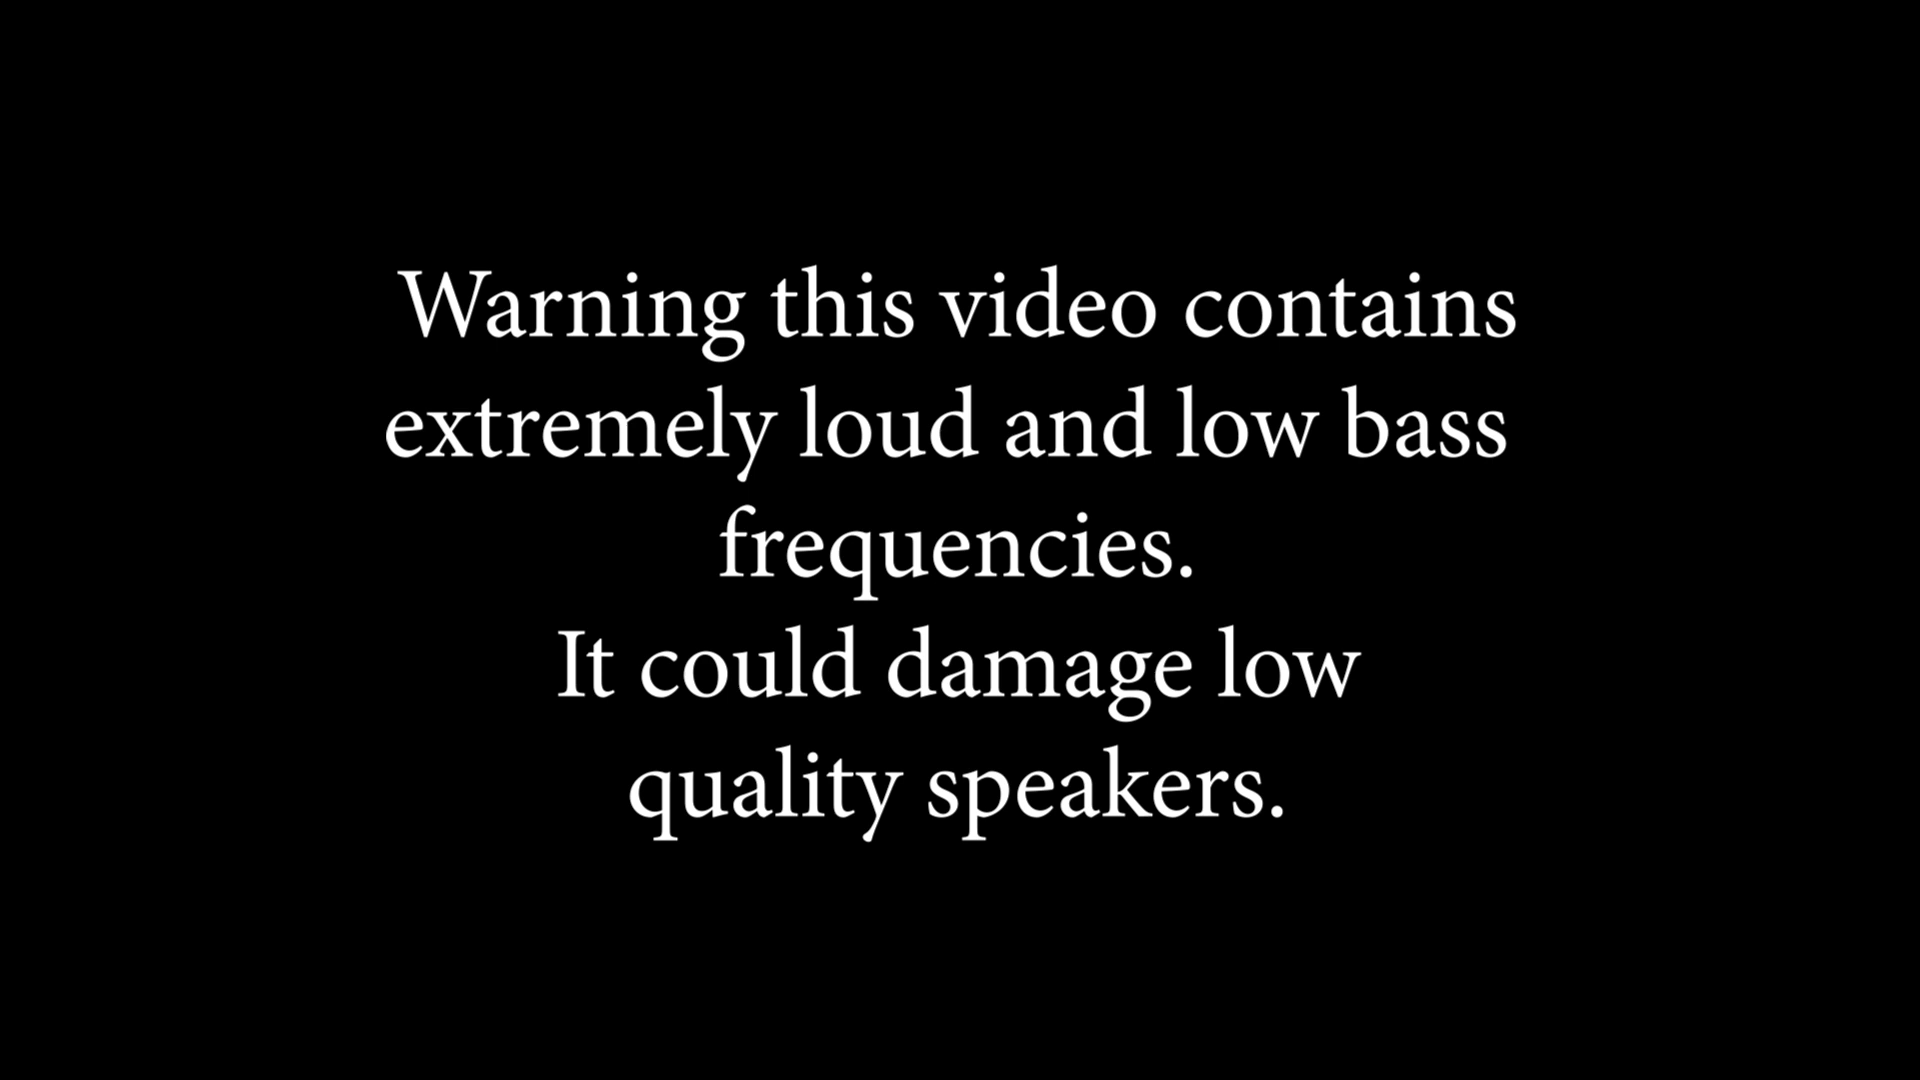 Warning this video contains
extremely loud and low bass
frequencies.
It could damage low
quality speakers.